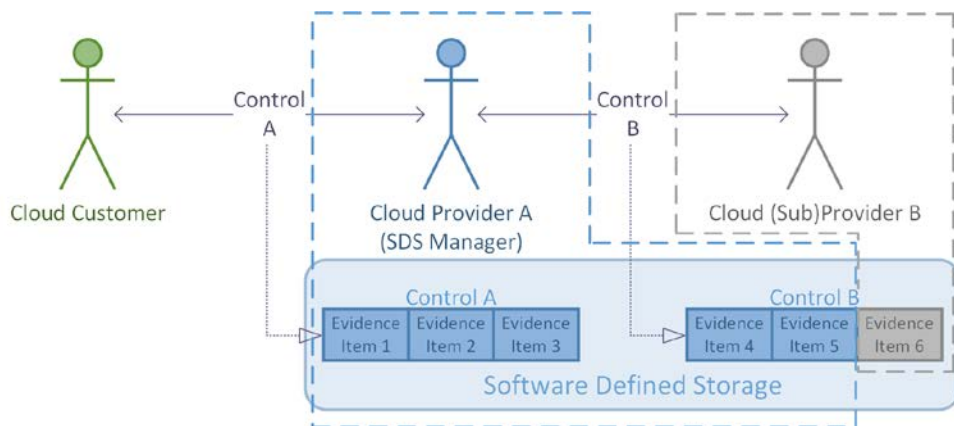 Control
A
Control
B
Cloud Customer
Cloud Provider A
(SDS Manager)
Cloud (Sub)Provider B
Control A
Control B
Evidence
Item 1
Evidence
Item 2
Evidence
Item 3
Evidence
Item 4
Evidence
Item 5
Evidence
Item 6
Software Defined Storage